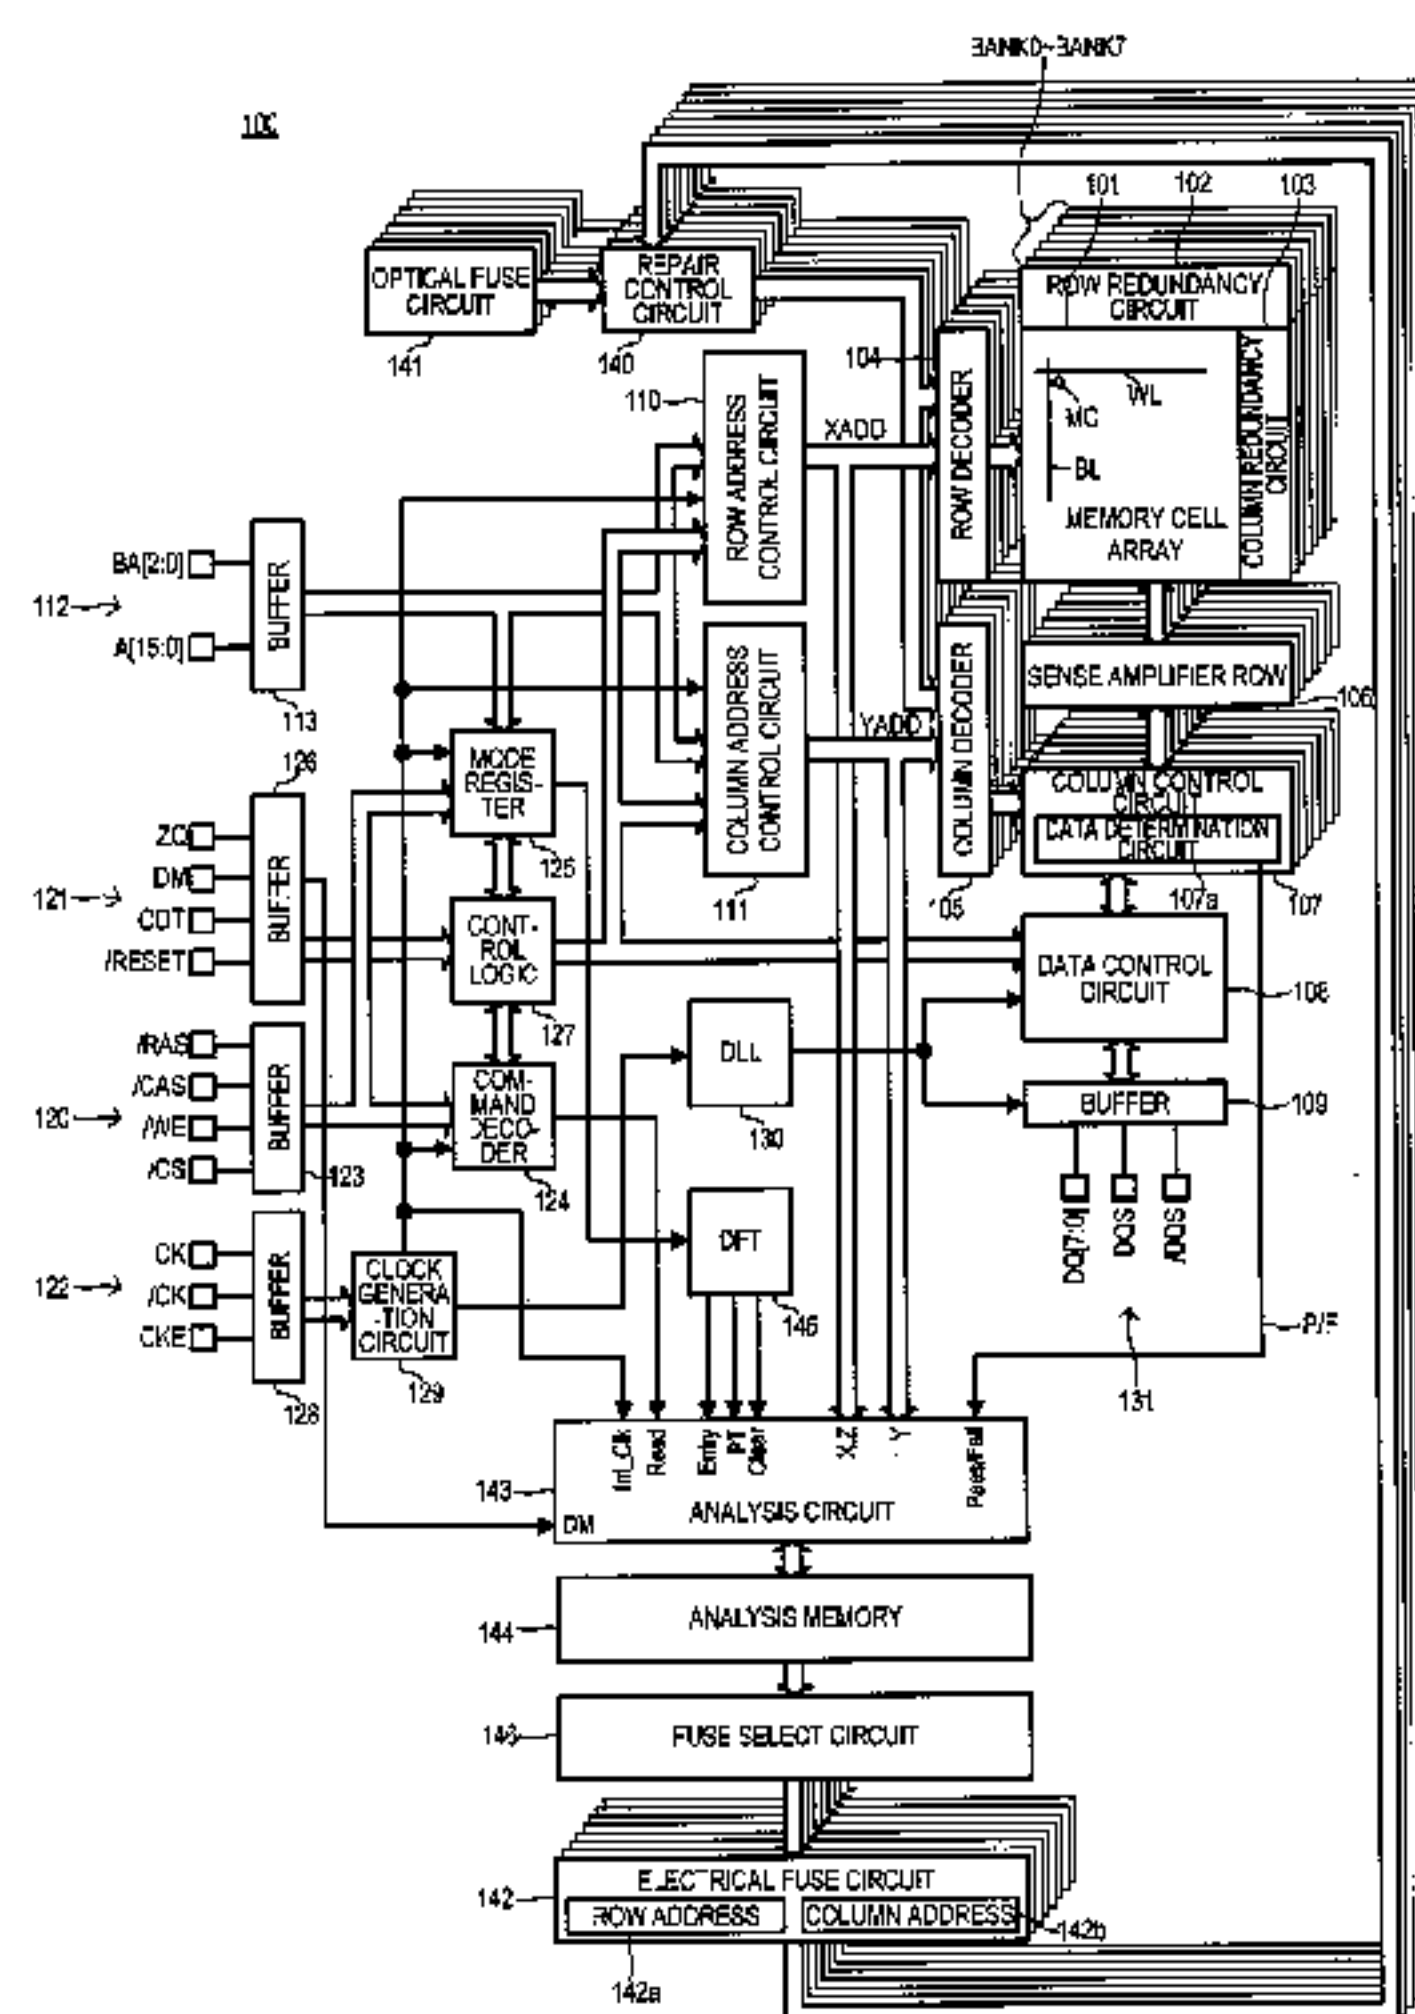 BANK0~BANK7
100
101
102
103
OPTICAL FUSE
CIRCUIT
141
REPAIR
CONTROL
CIRCUIT
140
ROW REDUNDANCY
CIRCUIT
COLUMN REDUNDANCY
CIRCUIT
WL
MC
BL
MEMORY CELL
ARRAY
104
ROW DECODER
110
ROW ADDRESS
CONTROL CIRCUIT
XADD
BA[2:0]
112
A[15:0]
BUFFER
113
COLUMN ADDRESS
CONTROL CIRCUIT
111
YADD
COLUMN DECODER
105
SENSE AMPLIFIER ROW
106
COLUMN CONTROL
CIRCUIT
DATA DETERMINATION
CIRCUIT
107a
107
MODE
REGIS-
TER
125
126
ZQ
DM
/RESET
121
BUFFER
CONT-
ROL
LOGIC
127
DATA CONTROL
CIRCUIT
108
/RAS
/CAS
/WE
/CS
120
BUFFER
123
COM-
MAND
DECO-
DER
124
DLL
130
BUFFER
109
DQ[7:0]
DQS
/DQS
131
P/F
CK
/CK
CKE
122
BUFFER
128
CLOCK
GENERA
-TION
CIRCUIT
129
DFT
Int_Clk
Read
Entry
PT
Clear
X,Z
Y
Pass/Fail
143
DM
ANALYSIS CIRCUIT
144
ANALYSIS MEMORY
FUSE SELECT CIRCUIT
142
ELECTRICAL FUSE CIRCUIT
ROW ADDRESS
COLUMN ADDRESS
142b
142a